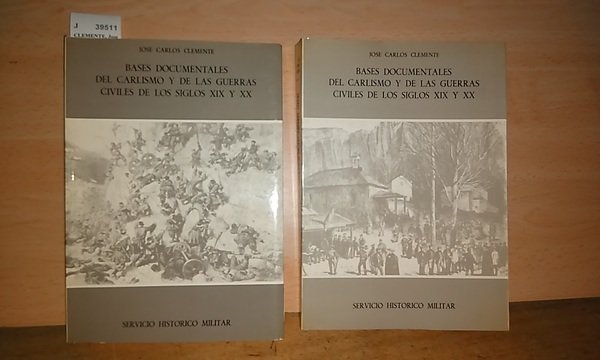 J 39511
CLEMENTE, José
JOSE CARLOS CLEMENTE
BASES DOCUMENTALES
DEL CARLISMO Y DE LAS GUERRAS
CIVILES DE LOS SIGLOS XIX Y XX
SERVICIO HISTORICO MILITAR
JOSE CARLOS CLEMENTE
BASES DOCUMENTALES
DEL CARLISMO Y DE LAS GUERRAS
CIVILES DE LOS SIGLOS XIX Y XX
SERVICIO HISTORICO MILITAR